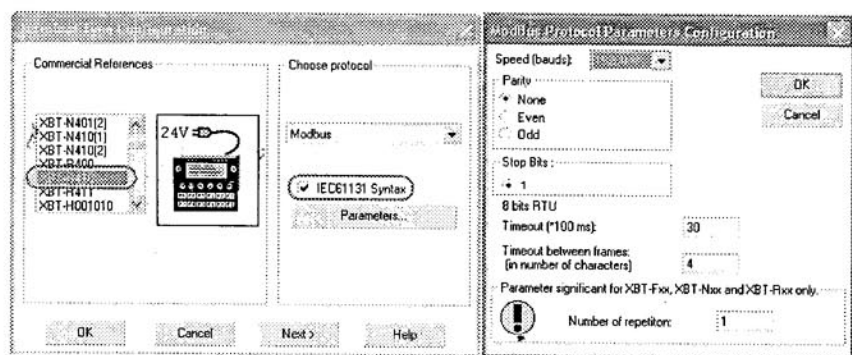 Terminal Type Configuration
Commercial References
XBT-N401(2)
XBT-N410(1)
XBT-N410(2)
XBT-R400
XBT-R411
XBT-H001010
24V
Choose protocol
Modbus
IEC61131 Syntax
Parameters...
OK
Cancel
Next >
Help
ModBus Protocol Parameters Configuration
Speed (bauds):
Parity
None
Even
Odd
OK
Cancel
Stop Bits :
1
8 bits RTU
Timeout (*100 ms):
30
Timeout between frames:
(in number of characters)
4
Parameter significant for XBT-Fxx, XBT-Nxx and XBT-Rxx only.
Number of repetiton:
1